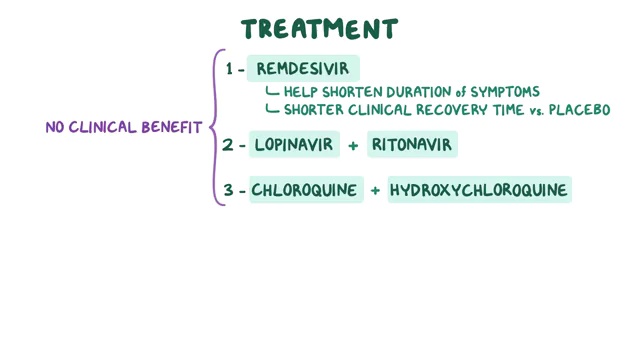 TREATMENT
1 - REMDESIVIR
HELP SHORTEN DURATION of SYMPTOMS
SHORTER CLINICAL RECOVERY TIME vs. PLACEBO
NO CLINICAL BENEFIT
2 - LOPINAVIR + RITONAVIR
3 - CHLOROQUINE + HYDROXYCHLOROQUINE